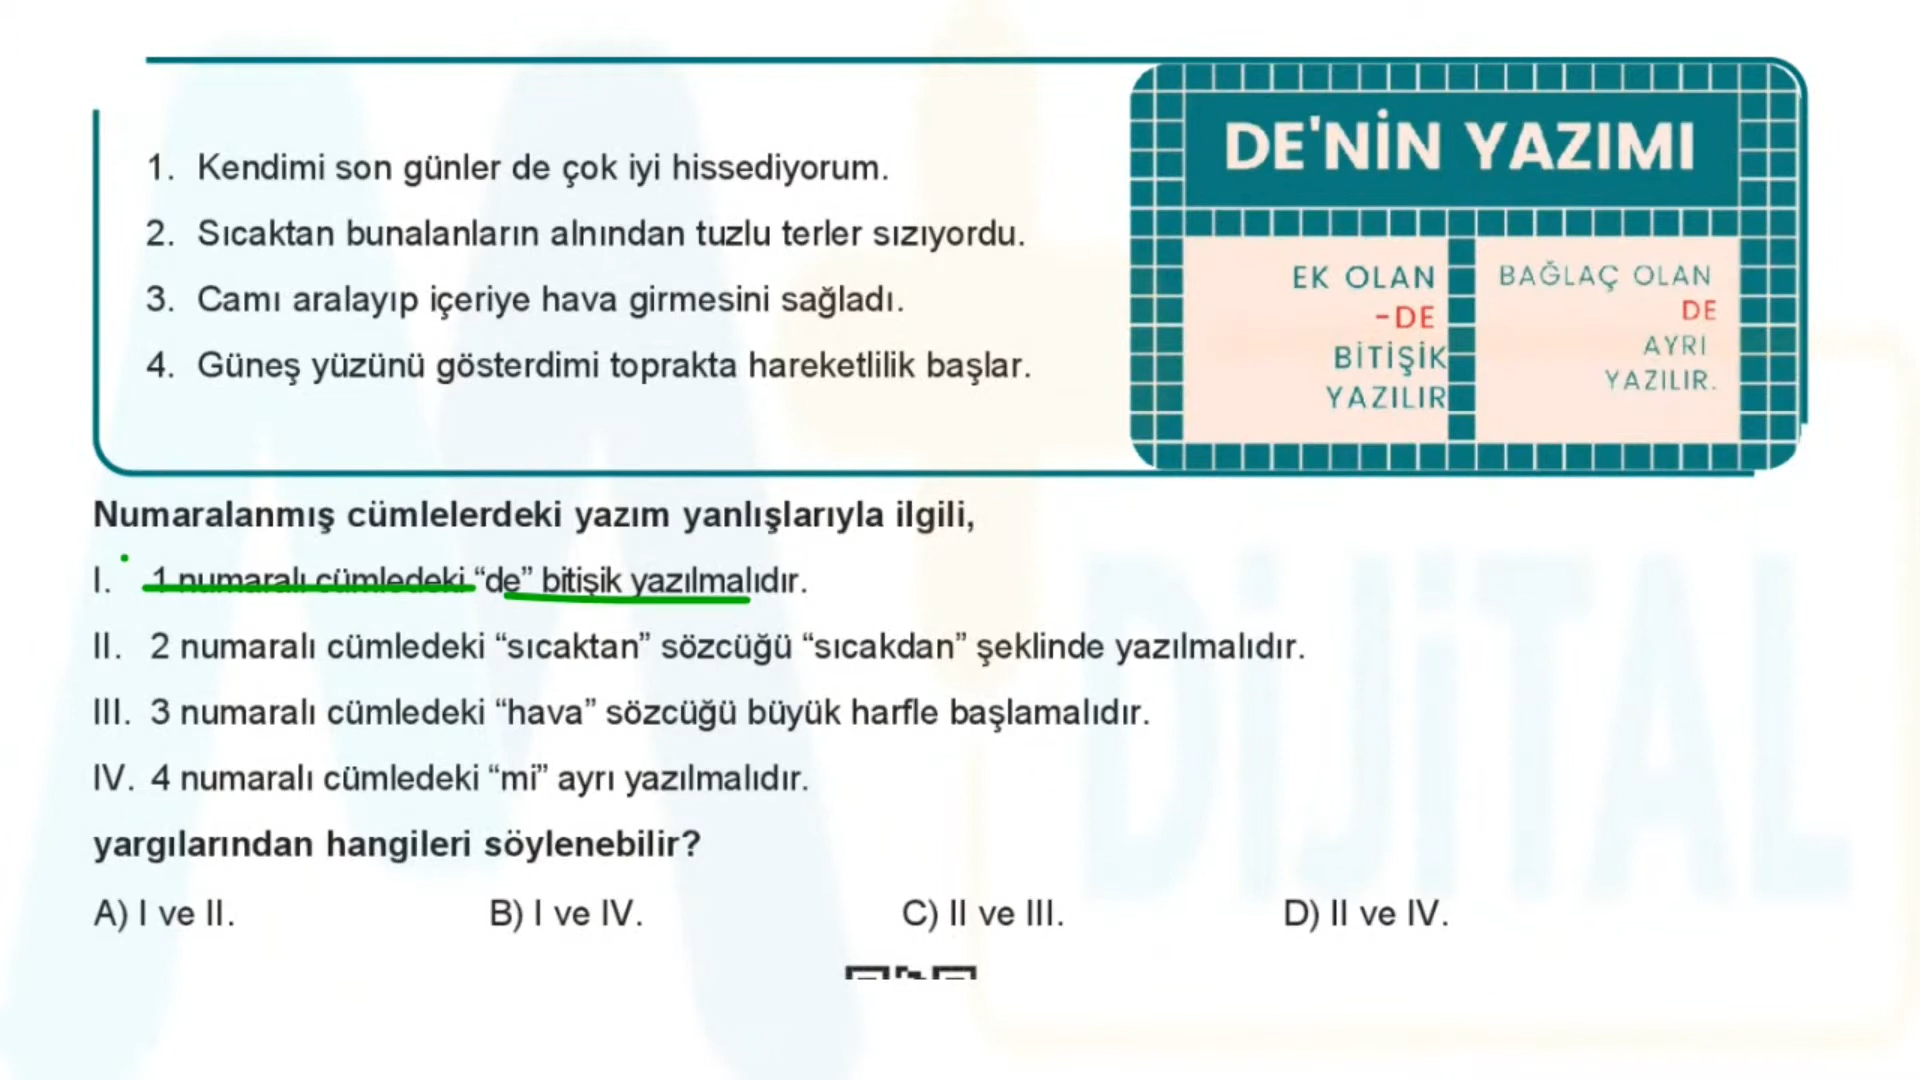 DE'NİN YAZIMI
EK OLAN
-DE
BİTİŞİK
YAZILIR
BAĞLAÇ OLAN
DE
AYRI
YAZILIR.
1. Kendimi son günler de çok iyi hissediyorum.
2. Sıcaktan bunalanların alnından tuzlu terler sızıyordu.
3. Camı aralayıp içeriye hava girmesini sağladı.
4. Güneş yüzünü gösterdimi toprakta hareketlilik başlar.
Numaralanmış cümlelerdeki yazım yanlışlarıyla ilgili,
I. 1 numaralı cümledeki “de” bitişik yazılmalıdır.
II. 2 numaralı cümledeki “sıcaktan” sözcüğü “sıcakdan” şeklinde yazılmalıdır.
III. 3 numaralı cümledeki “hava” sözcüğü büyük harfle başlamalıdır.
IV. 4 numaralı cümledeki “mi” ayrı yazılmalıdır.
yargılarından hangileri söylenebilir?
A) I ve II. B) I ve IV. C) II ve III. D) II ve IV.
DİJİTAL